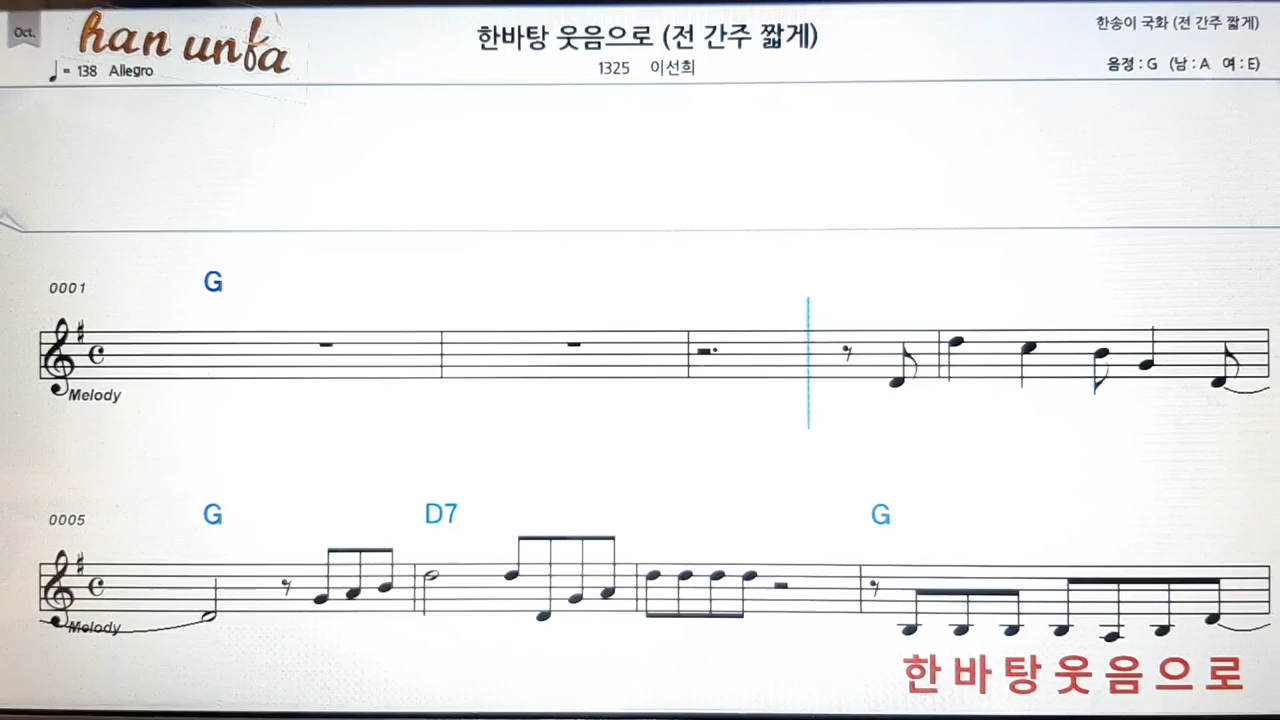 Oct.
han unfa
♩ = 138 Allegro
한바탕 웃음으로 (전 간주 짧게)
1325 이선희
한송이 국화 (전 간주 짧게)
음정 : G (남 : A 여 : E)
0001
G
Melody
0005
G D7 G
Melody
한바탕웃음으로